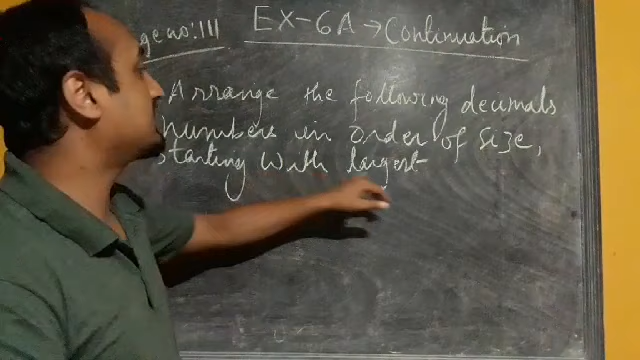 ge no:111 EX-6A → Continuation
Arrange the following decimals
numbers in order of size,
starting with largest